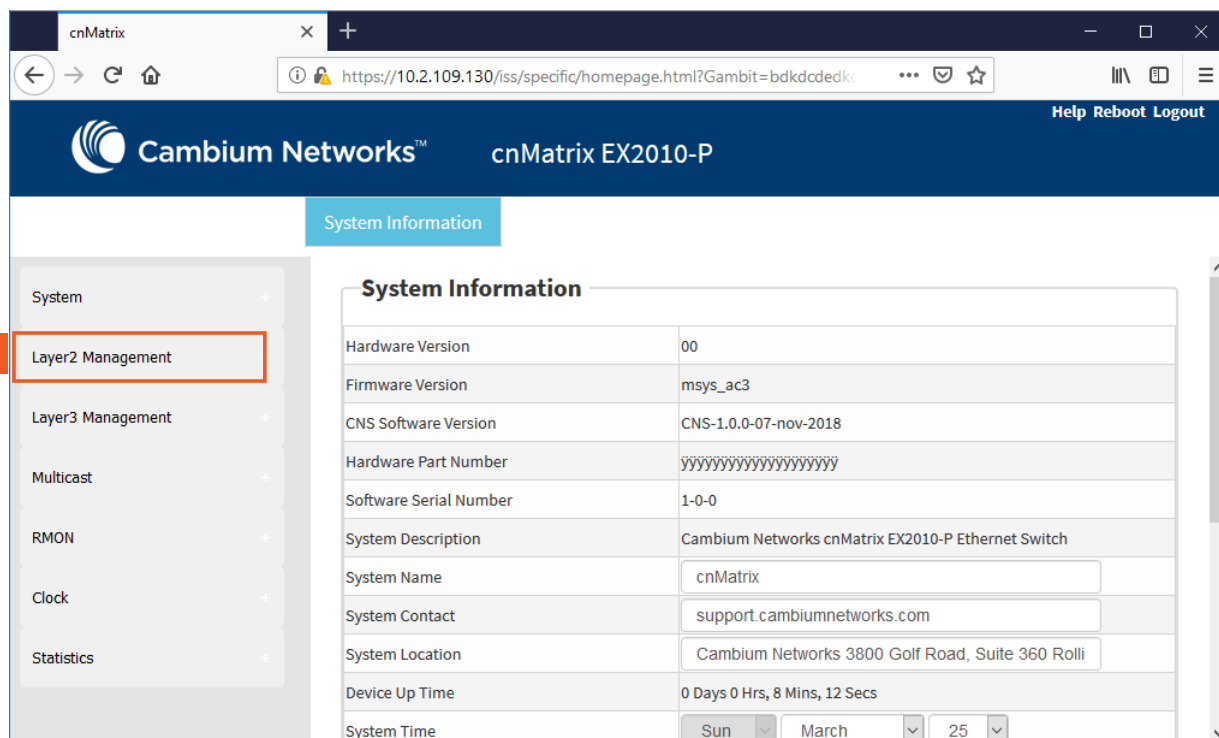 cnMatrix
https://10.2.109.130/iss/specific/homepage.html?Gambit=bdkdcdedkc
Help Reboot Logout
Cambium Networks™ cnMatrix EX2010-P
System Information
System
Layer2 Management
Layer3 Management
Multicast
RMON
Clock
Statistics
System Information
Hardware Version 00
Firmware Version msys_ac3
CNS Software Version CNS-1.0.0-07-nov-2018
Hardware Part Number ÿÿÿÿÿÿÿÿÿÿÿÿÿÿÿÿÿÿÿÿ
Software Serial Number 1-0-0
System Description Cambium Networks cnMatrix EX2010-P Ethernet Switch
System Name cnMatrix
System Contact support.cambiumnetworks.com
System Location Cambium Networks 3800 Golf Road, Suite 360 Rolli
Device Up Time 0 Days 0 Hrs, 8 Mins, 12 Secs
System Time Sun March 25